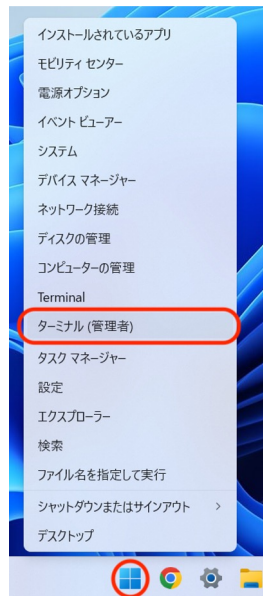 インストールされているアプリ
モビリティ センター
電源オプション
イベント ビューアー
システム
デバイス マネージャー
ネットワーク接続
ディスクの管理
コンピューターの管理
Terminal
ターミナル (管理者)
タスク マネージャー
設定
エクスプローラー
検索
ファイル名を指定して実行
シャットダウンまたはサインアウト
デスクトップ